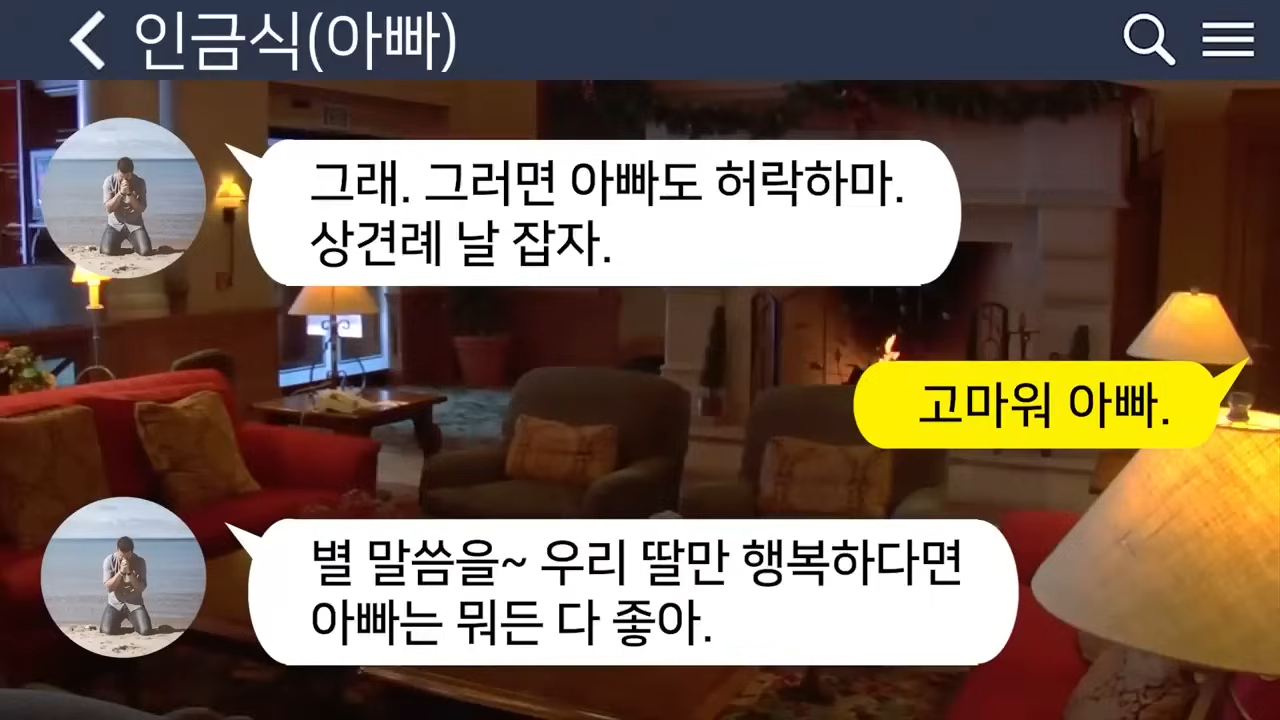 인금식(아빠)
그래. 그러면 아빠도 허락하마.
상견례 날 잡자.
고마워 아빠.
별 말씀을~ 우리 딸만 행복하다면
아빠는 뭐든 다 좋아.